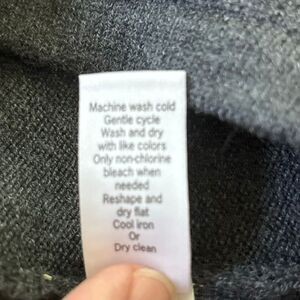 Machine wash cold
Gentle cycle
Wash and dry
with like colors
Only non-chlorine
bleach when
needed
Reshape and
dry flat
Cool iron
Or
Dry clean